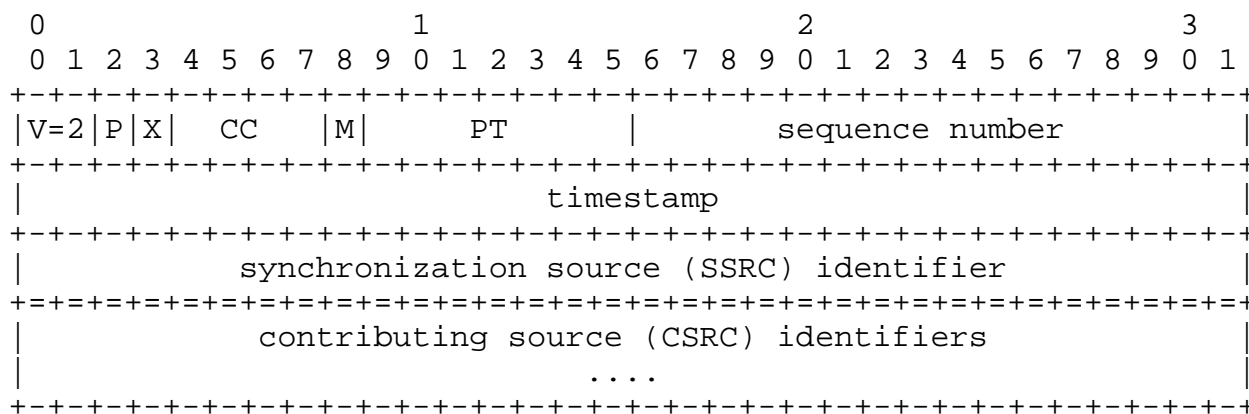 0                   1                   2                   3
 0 1 2 3 4 5 6 7 8 9 0 1 2 3 4 5 6 7 8 9 0 1 2 3 4 5 6 7 8 9 0 1
+-+-+-+-+-+-+-+-+-+-+-+-+-+-+-+-+-+-+-+-+-+-+-+-+-+-+-+-+-+-+-+-+
|V=2|P|X|  CC   |M|     PT      |       sequence number         |
+-+-+-+-+-+-+-+-+-+-+-+-+-+-+-+-+-+-+-+-+-+-+-+-+-+-+-+-+-+-+-+-+
|                           timestamp                           |
+-+-+-+-+-+-+-+-+-+-+-+-+-+-+-+-+-+-+-+-+-+-+-+-+-+-+-+-+-+-+-+-+
|           synchronization source (SSRC) identifier            |
+=+=+=+=+=+=+=+=+=+=+=+=+=+=+=+=+=+=+=+=+=+=+=+=+=+=+=+=+=+=+=+=+
|            contributing source (CSRC) identifiers             |
|                             ....                              |
+-+-+-+-+-+-+-+-+-+-+-+-+-+-+-+-+-+-+-+-+-+-+-+-+-+-+-+-+-+-+-+-+